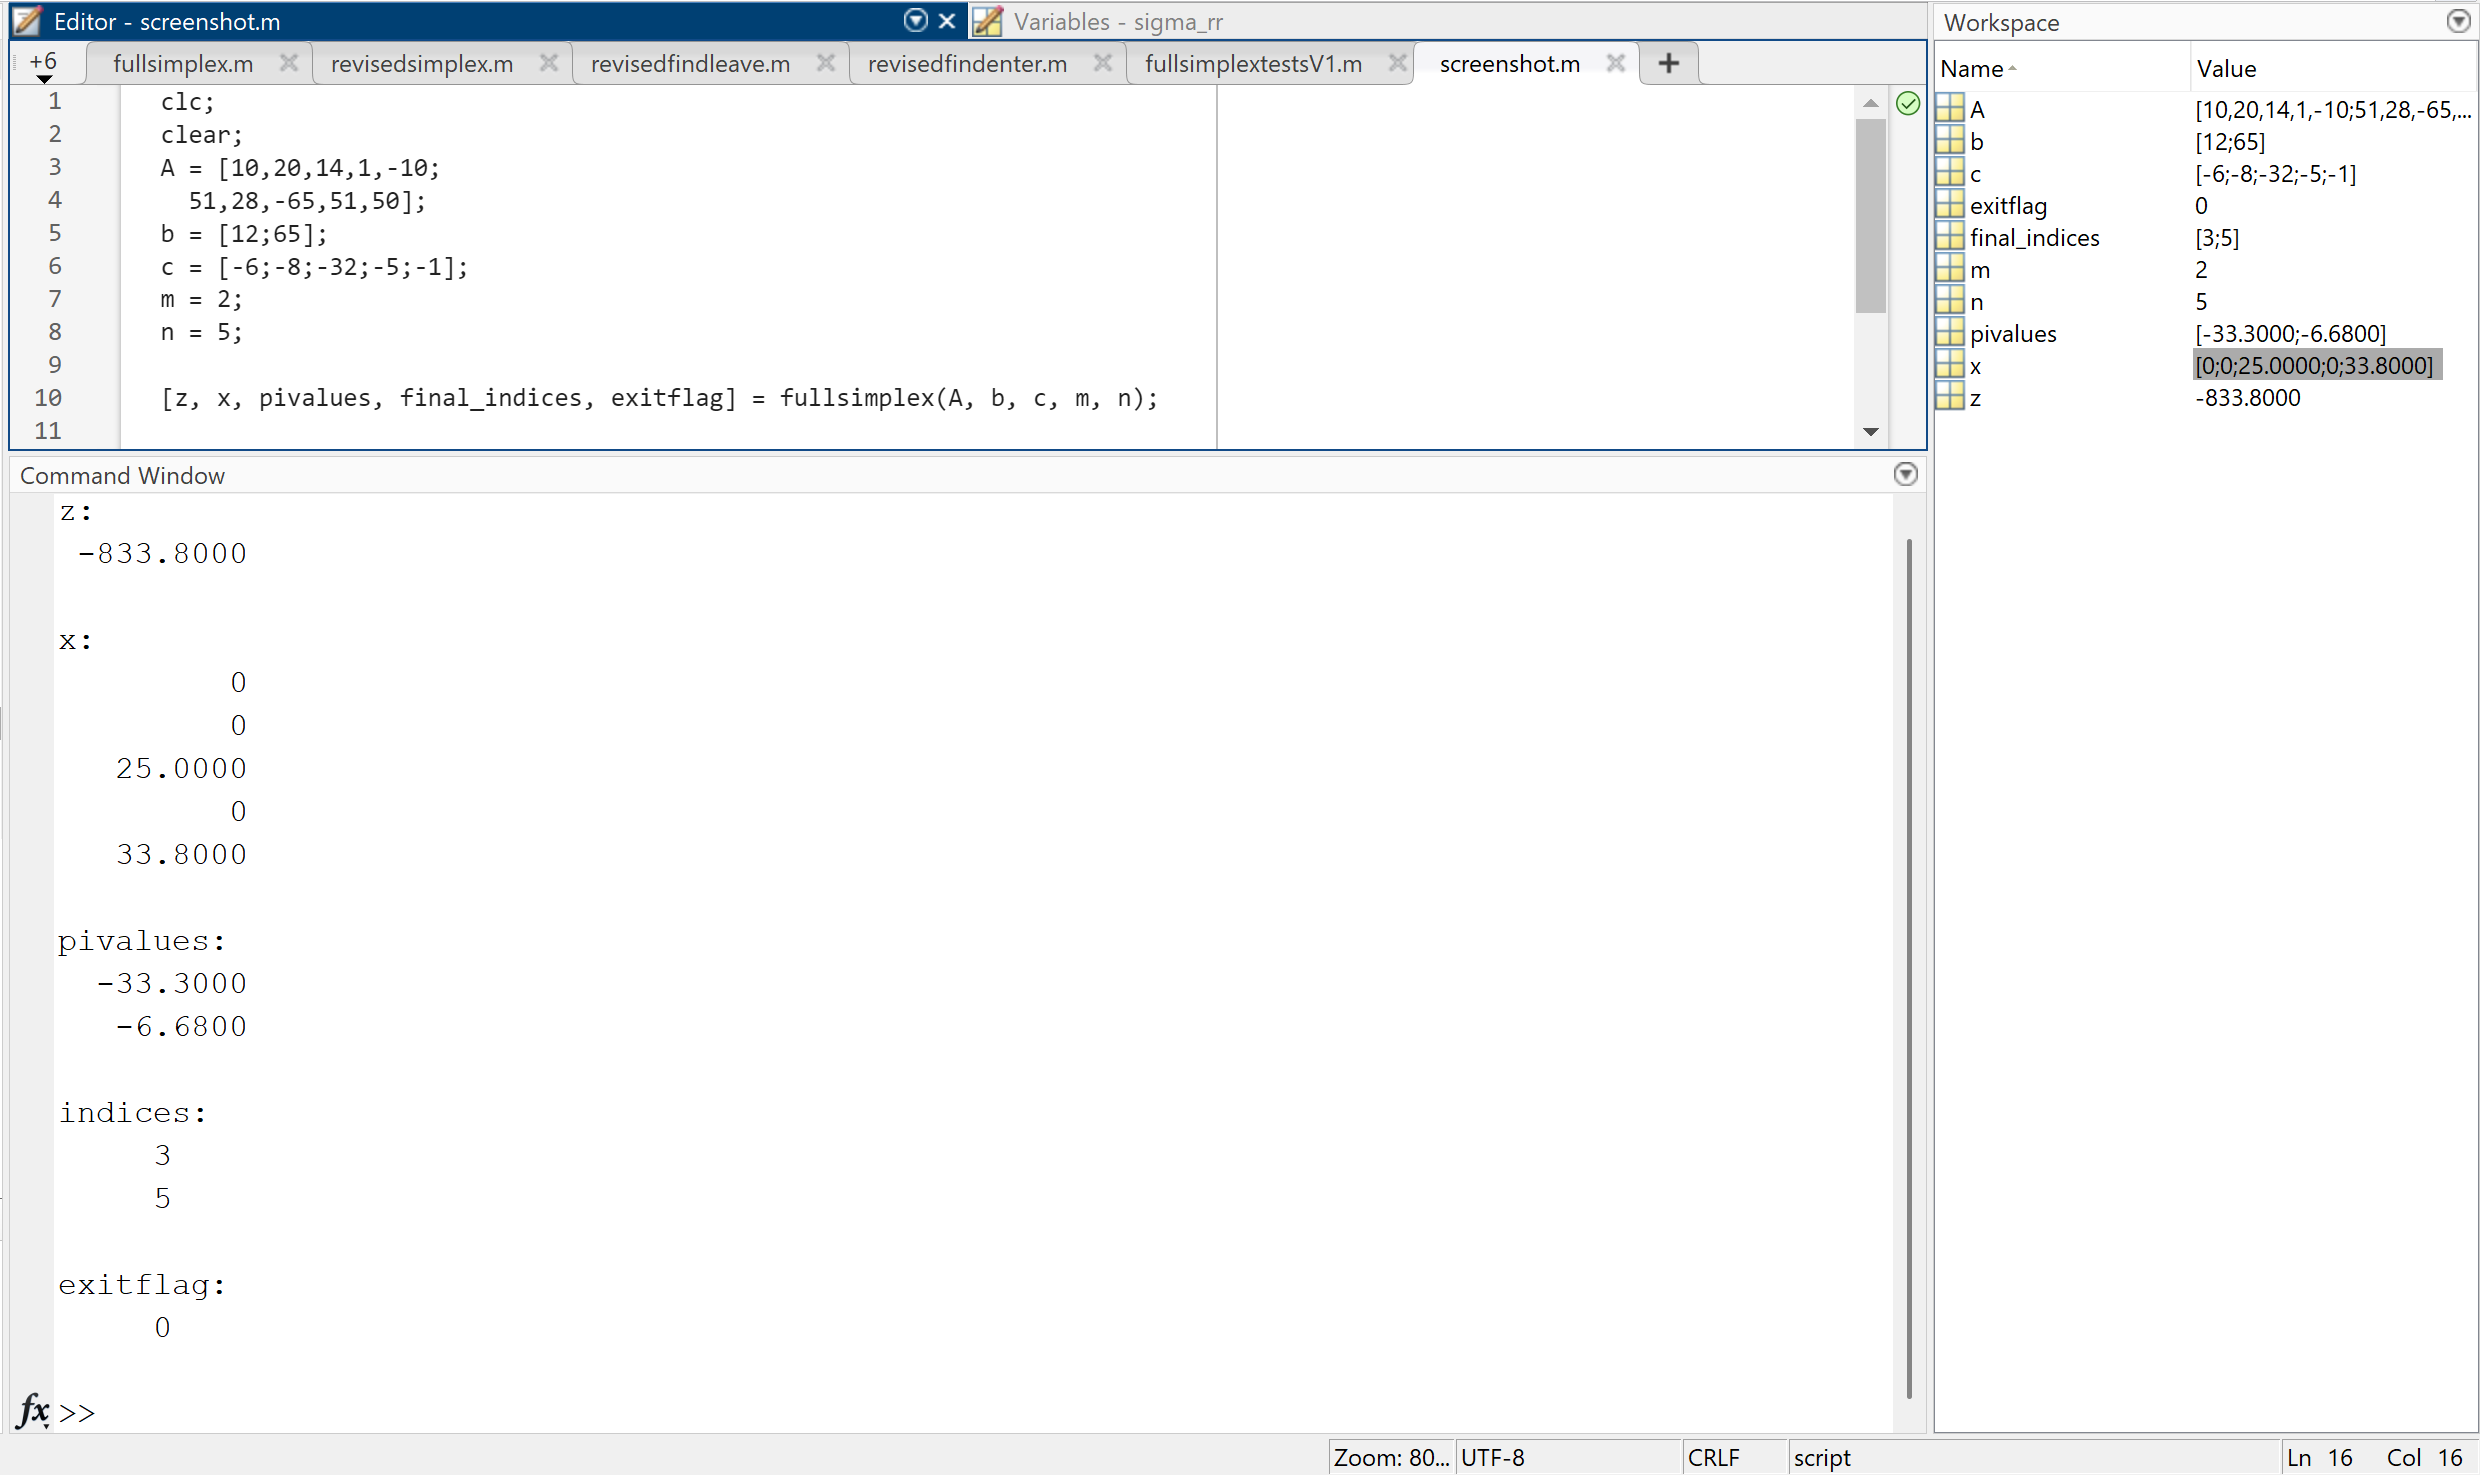 Editor - screenshot.m
Variables - sigma_rr
+6 fullsimplex.m revisedsimplex.m revisedfindleave.m revisedfindenter.m fullsimplextestsV1.m screenshot.m +
1 clc;
2 clear;
3 A = [10,20,14,1,-10;
4 51,28,-65,51,50];
5 b = [12;65];
6 c = [-6;-8;-32;-5;-1];
7 m = 2;
8 n = 5;
9
10 [z, x, pivalues, final_indices, exitflag] = fullsimplex(A, b, c, m, n);
11
Command Window
z:
-833.8000
x:
0
0
25.0000
0
33.8000
pivalues:
-33.3000
-6.6800
indices:
3
5
exitflag:
0
fx >>
Workspace
Name Value
A [10,20,14,1,-10;51,28,-65,...
b [12;65]
c [-6;-8;-32;-5;-1]
exitflag 0
final_indices [3;5]
m 2
n 5
pivalues [-33.3000;-6.6800]
x [0;0;25.0000;0;33.8000]
z -833.8000
Zoom: 80... UTF-8 CRLF script Ln 16 Col 16